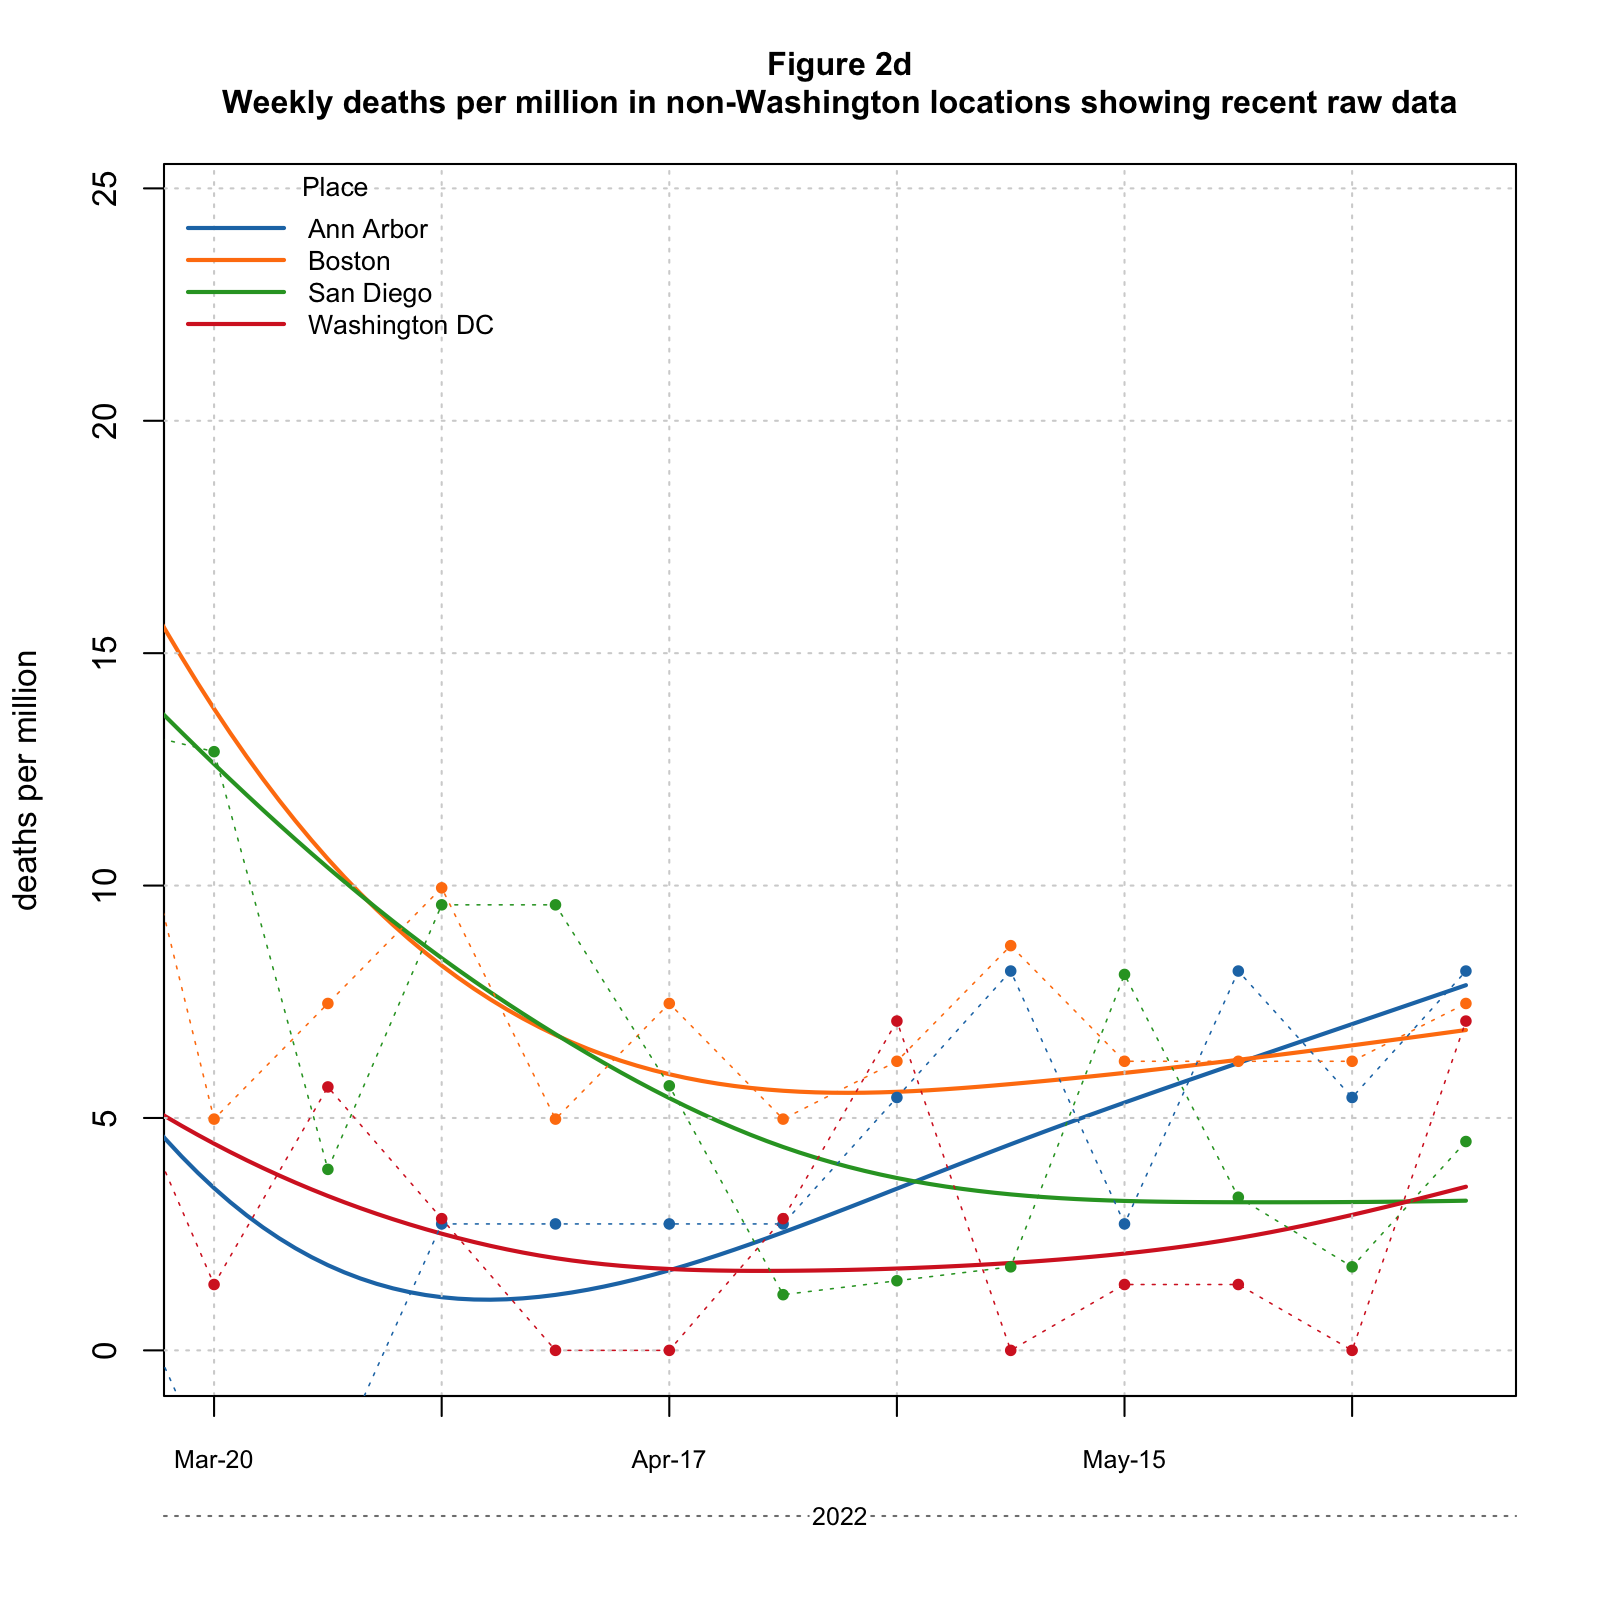 Figure 2d
Weekly deaths per million in non-Washington locations showing recent raw data
deaths per million
25
20
15
10
5
0
Place
Ann Arbor
Boston
San Diego
Washington DC
Mar-20
Apr-17
May-15
2022